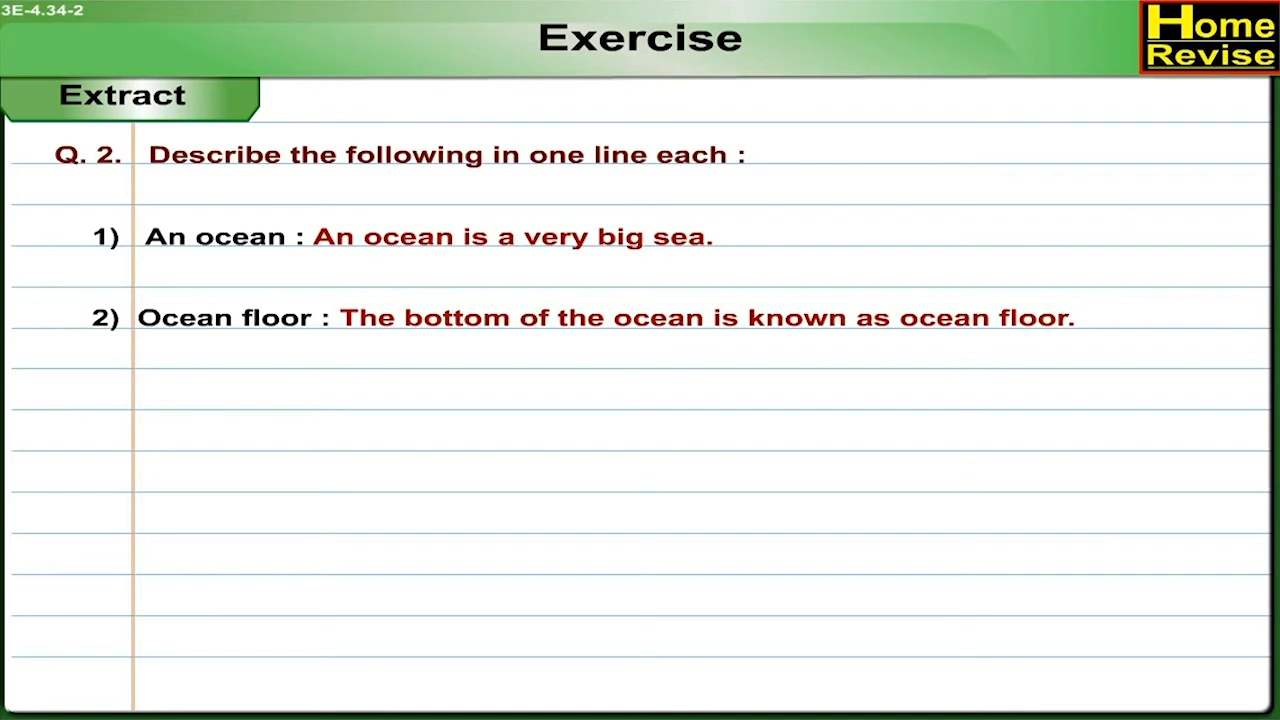 3E-4.34-2
Exercise
Home
Revise
Extract
Q. 2. Describe the following in one line each :
1) An ocean : An ocean is a very big sea.
2) Ocean floor : The bottom of the ocean is known as ocean floor.